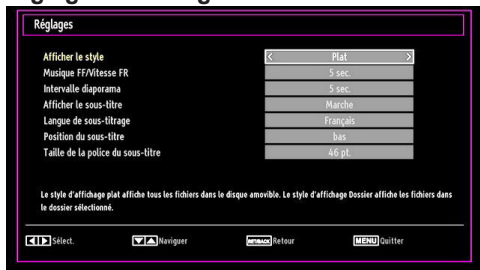 Réglages
Afficher le style < Plat >
Musique FF/Vitesse FR 5 sec.
Intervalle diaporama 5 sec.
Afficher le sous-titre Marche
Langue de sous-titrage Français
Position du sous-titre bas
Taille de la police du sous-titre 46 pt.
Le style d'affichage plat affiche tous les fichiers dans le disque amovible. Le style d'affichage Dossier affiche les fichiers dans
le dossier sélectionné.
Sélect. Naviguer RET/BACK Retour MENU Quitter